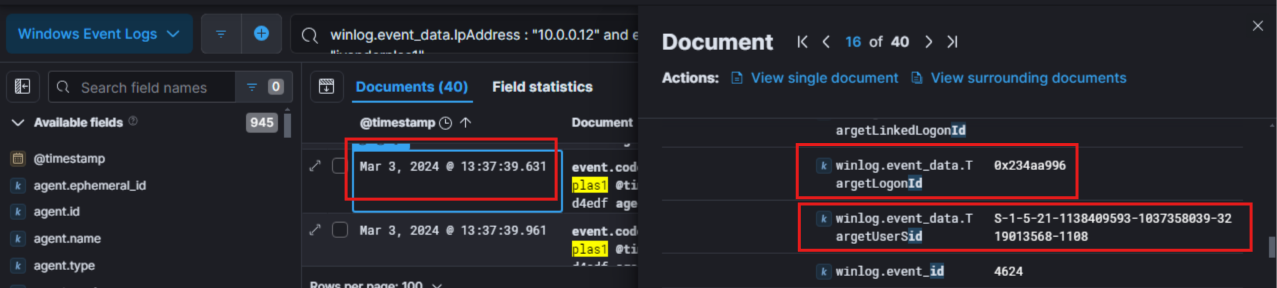 Windows Event Logs
winlog.event_data.IpAddress : "10.0.0.12" and e
Document
16 of 40
Actions: View single document View surrounding documents
Search field names
0
Documents (40) Field statistics
Available fields
945
@timestamp
Document
@timestamp
agent.ephemeral_id
agent.id
agent.name
agent.type
Mar 3, 2024 @ 13:37:39.631
event.cod
plas1 @ti
d4edf age
Mar 3, 2024 @ 13:37:39.961
event.cod
plas1 @ti
Rows per page: 100
argetLinkedLogonId
winlog.event_data.T 0x234aa996
argetLogonId
winlog.event_data.T S-1-5-21-1138409593-1037358039-32
argetUserSid 19013568-1108
winlog.event_id 4624